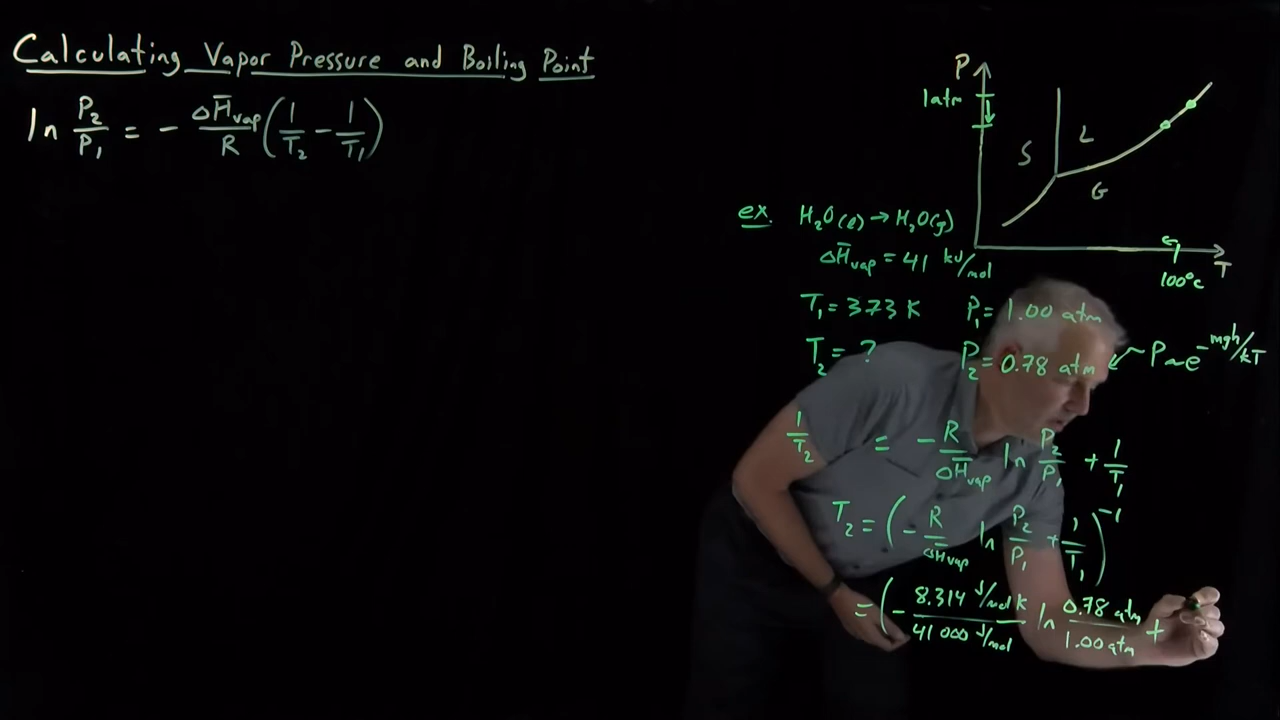 Calculating Vapor Pressure and Boiling Point
ln P₂/P₁ = - ΔH̅vap/R (1/T₂ - 1/T₁)
P
1atm
S
L
G
T
100°C
ex. H₂O(ℓ) → H₂O(g)
ΔH̅vap = 41 kJ/mol
T₁ = 373 K P₁ = 1.00 atm
T₂ = ? P₂ = 0.78 atm P ~ e^-mgh/kT
1/T₂ = - R/ΔH̅vap ln P₂/P₁ + 1/T₁
T₂ = (- R/ΔH̅vap ln P₂/P₁ + 1/T₁)⁻¹
= (- 8.314 J/mol K / 41 000 J/mol ln 0.78 atm / 1.00 atm +